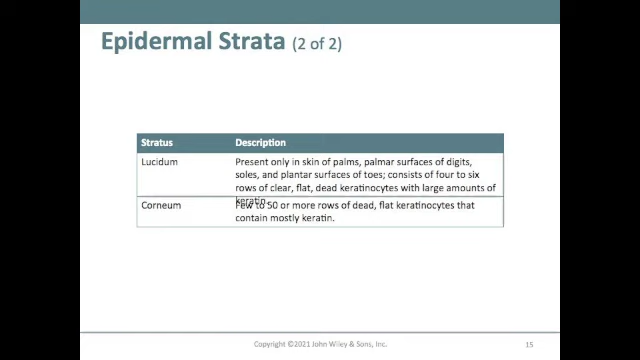 Epidermal Strata (2 of 2)
Stratus Description
Lucidum Present only in skin of palms, palmar surfaces of digits,
soles, and plantar surfaces of toes; consists of four to six
rows of clear, flat, dead keratinocytes with large amounts of
keratin.
Corneum Few to 50 or more rows of dead, flat keratinocytes that
contain mostly keratin.
Copyright ©2021 John Wiley & Sons, Inc. 15